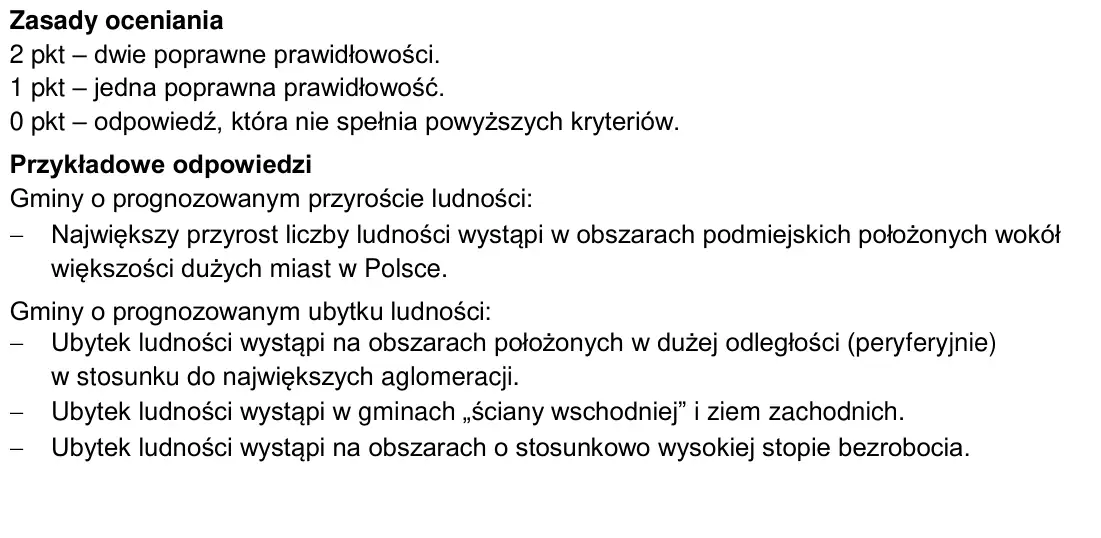 Zasady oceniania
2 pkt – dwie poprawne prawidłowości.
1 pkt – jedna poprawna prawidłowość.
0 pkt – odpowiedź, która nie spełnia powyższych kryteriów.
Przykładowe odpowiedzi
Gminy o prognozowanym przyroście ludności:
– Największy przyrost liczby ludności wystąpi w obszarach podmiejskich położonych wokół
większości dużych miast w Polsce.
Gminy o prognozowanym ubytku ludności:
– Ubytek ludności wystąpi na obszarach położonych w dużej odległości (peryferyjnie)
w stosunku do największych aglomeracji.
– Ubytek ludności wystąpi w gminach „ściany wschodniej” i ziem zachodnich.
– Ubytek ludności wystąpi na obszarach o stosunkowo wysokiej stopie bezrobocia.